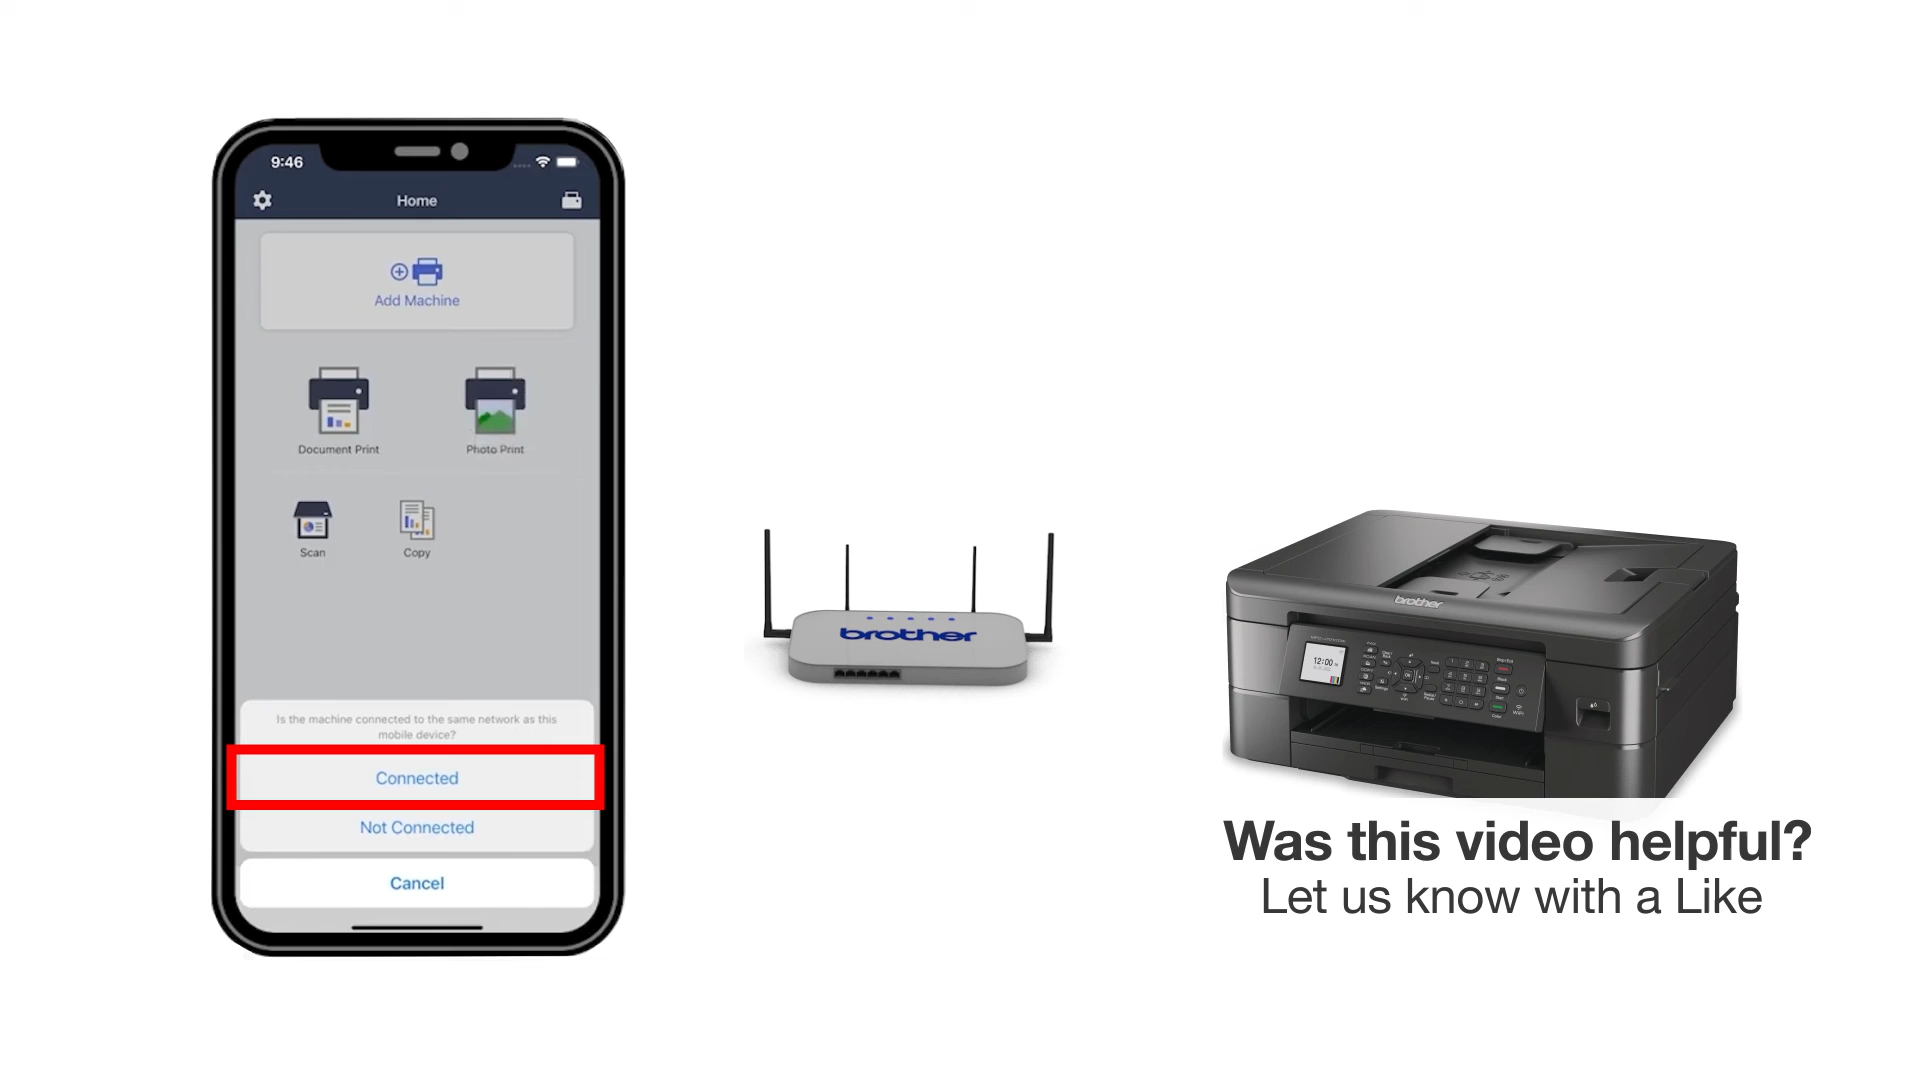 9:46
Home
Add Machine
Document Print
Photo Print
Scan
Copy
Is the machine connected to the same network as this
mobile device?
Connected
Not Connected
Cancel
brother
brother
12:00
WiFi
Was this video helpful?
Let us know with a Like